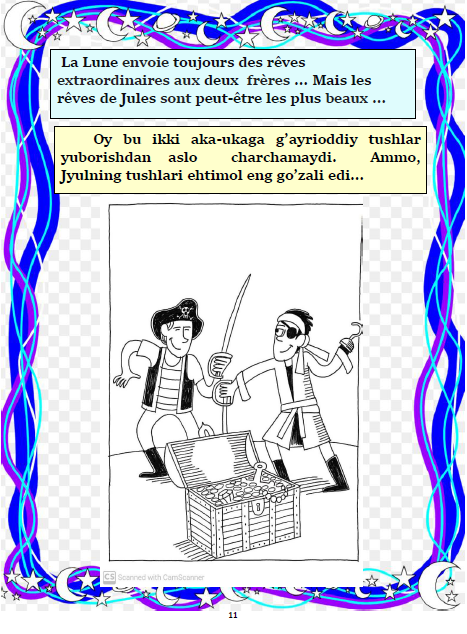 La Lune envoie toujours des rêves
extraordinaires aux deux frères ... Mais les
rêves de Jules sont peut-être les plus beaux ...
Oy bu ikki aka-ukaga g’ayrioddiy tushlar
yuborishdan aslo charchamaydi. Ammo,
Jyulning tushlari ehtimol eng go’zali edi...
CS Scanned with CamScanner
11